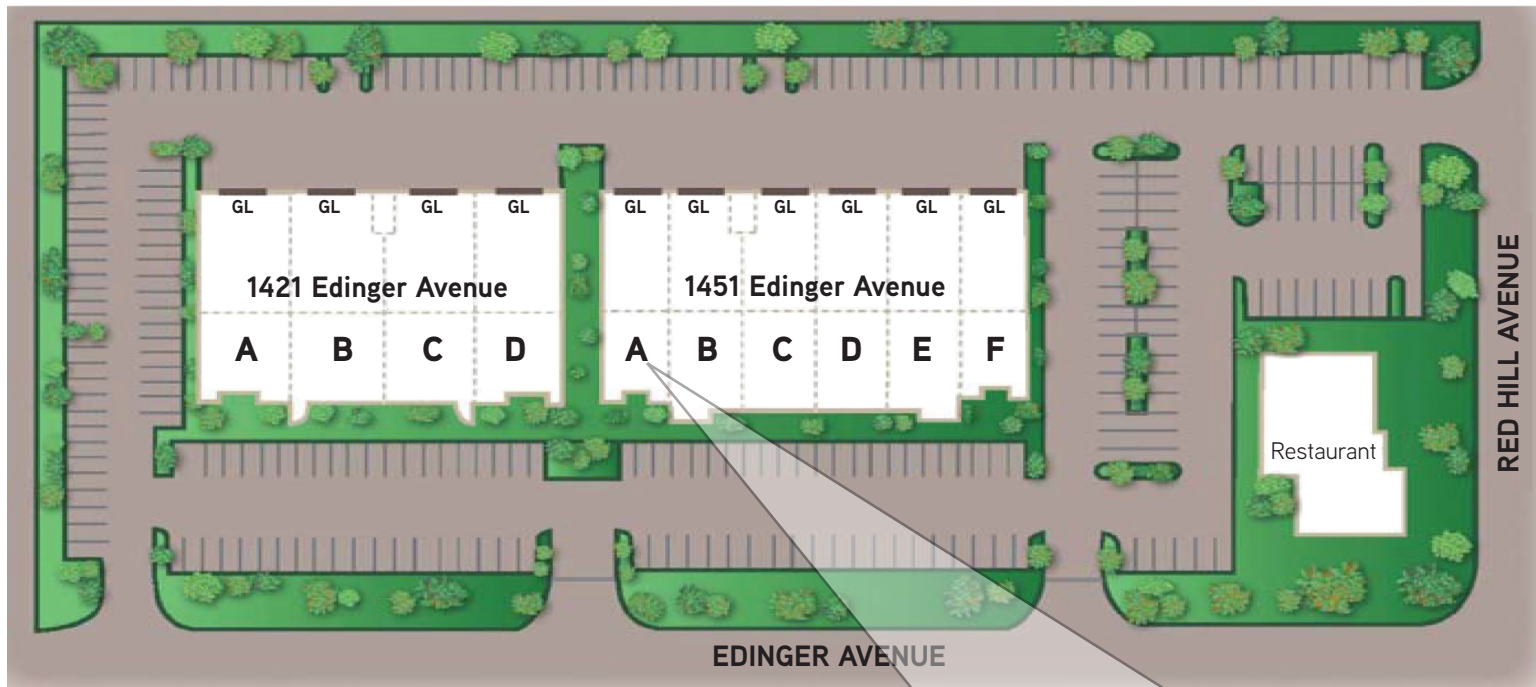 GL GL GL GL GL GL GL GL GL GL
1421 Edinger Avenue
1451 Edinger Avenue
A B C D A B C D E F
Restaurant
RED HILL AVENUE
EDINGER AVENUE